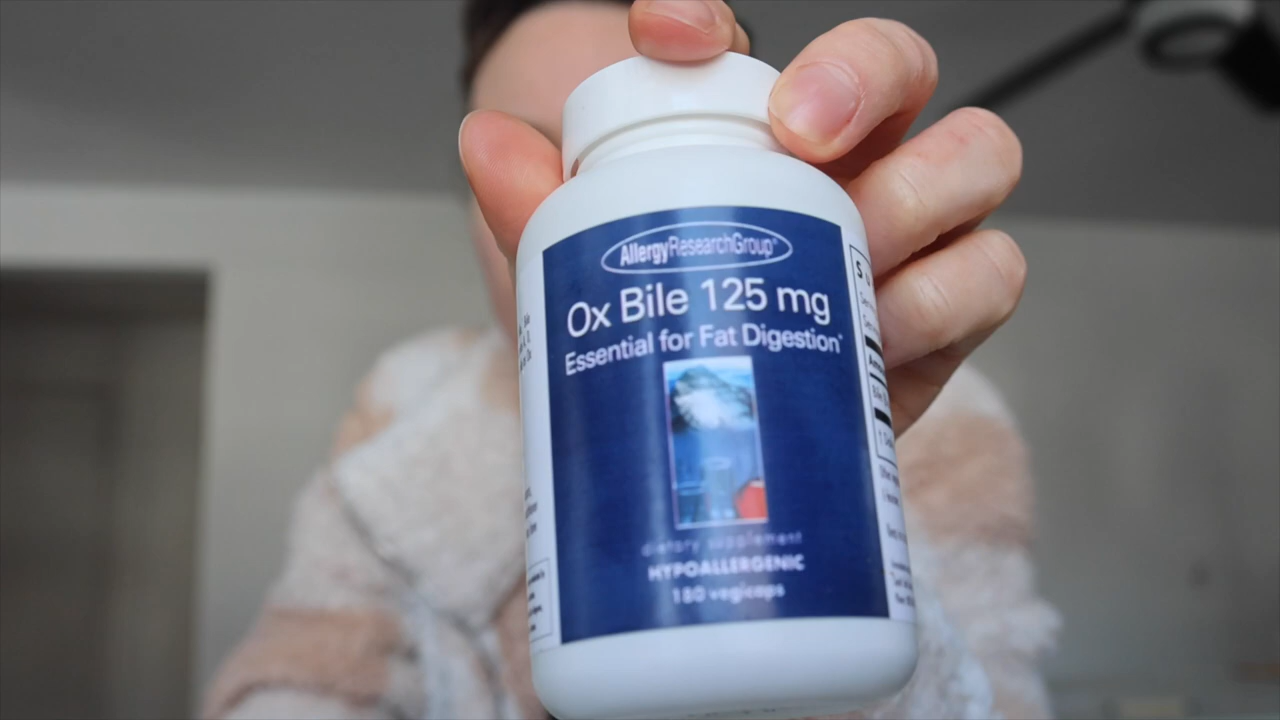 AllergyResearchGroup®
Ox Bile 125 mg
Essential for Fat Digestion*
dietary supplement
HYPOALLERGENIC
180 vegicaps